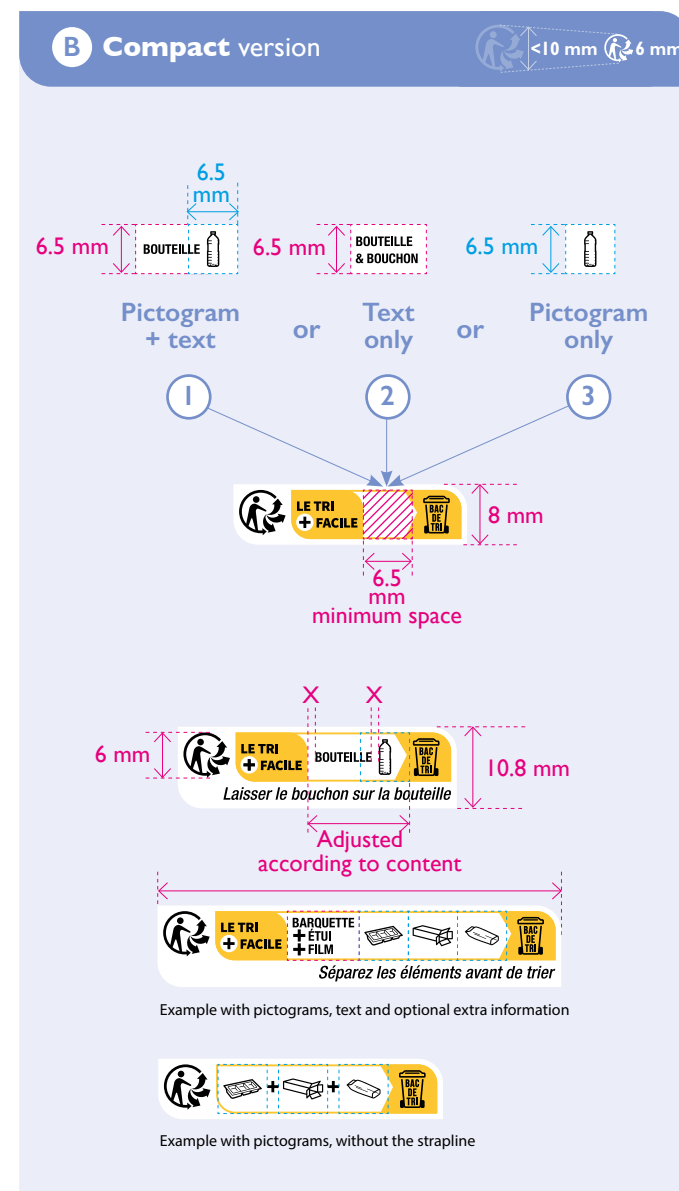 B Compact version
<10 mm 6 mm
6.5
mm
6.5 mm BOUTEILLE
6.5 mm BOUTEILLE
& BOUCHON
6.5 mm
Pictogram
+ text
or
Text
only
or
Pictogram
only
1 2 3
LE TRI
+ FACILE
BAC
DE
TRI
8 mm
6.5
mm
minimum space
X X
6 mm
LE TRI
+ FACILE
BOUTEILLE
BAC
DE
TRI
10.8 mm
Laisser le bouchon sur la bouteille
Adjusted
according to content
LE TRI
+ FACILE
BARQUETTE
+ ÉTUI
+ FILM
BAC
DE
TRI
Séparez les éléments avant de trier
Example with pictograms, text and optional extra information
+ +
BAC
DE
TRI
Example with pictograms, without the strapline